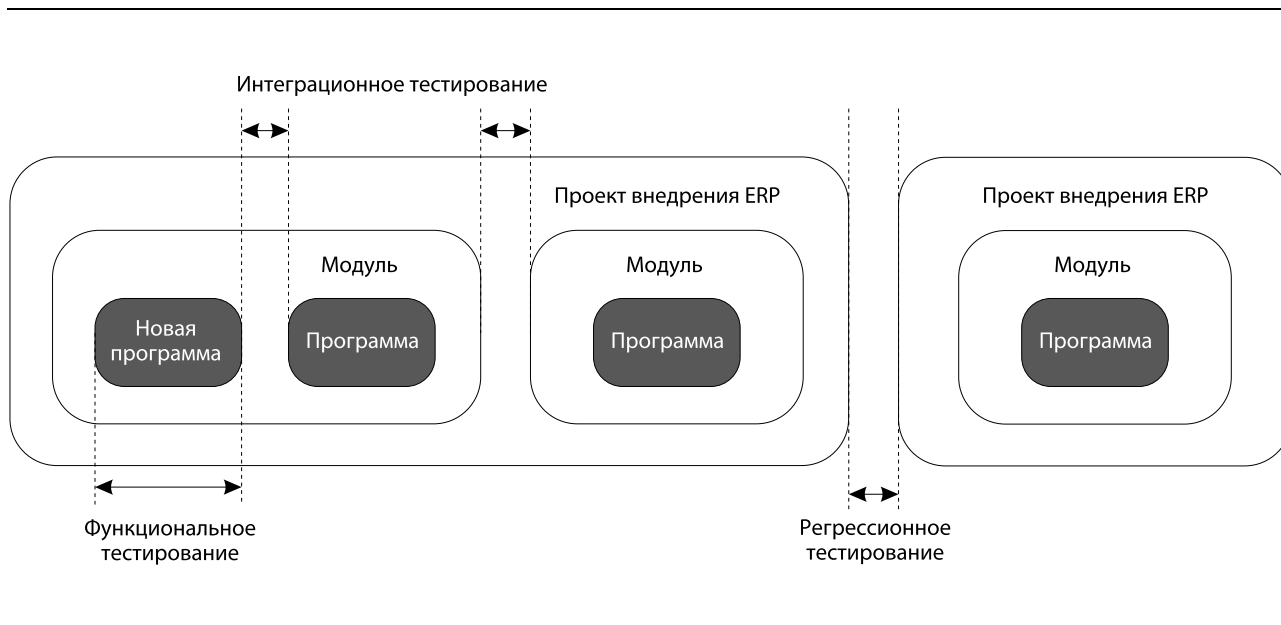 Интеграционное тестирование
Проект внедрения ERP
Проект внедрения ERP
Модуль
Модуль
Модуль
Новая
программа
Программа
Программа
Программа
Функциональное
тестирование
Регрессионное
тестирование